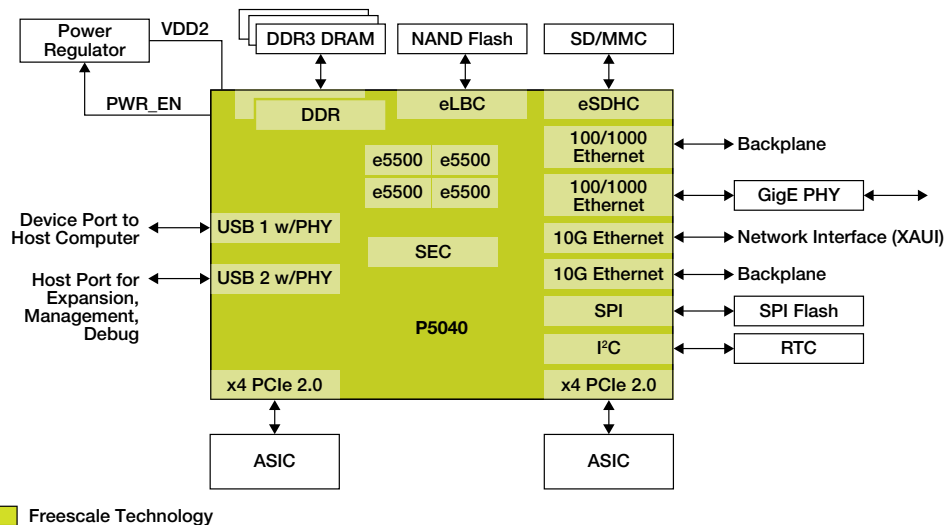 Power
Regulator
VDD2
PWR_EN
DDR3 DRAM
NAND Flash
SD/MMC
DDR
eLBC
eSDHC
100/1000
Ethernet
Backplane
e5500
e5500
e5500
e5500
100/1000
Ethernet
GigE PHY
Device Port to
Host Computer
USB 1 w/PHY
SEC
10G Ethernet
Network Interface (XAUI)
Host Port for
Expansion,
Management,
Debug
USB 2 w/PHY
10G Ethernet
Backplane
P5040
SPI
SPI Flash
I²C
RTC
x4 PCIe 2.0
x4 PCIe 2.0
ASIC
ASIC
Freescale Technology